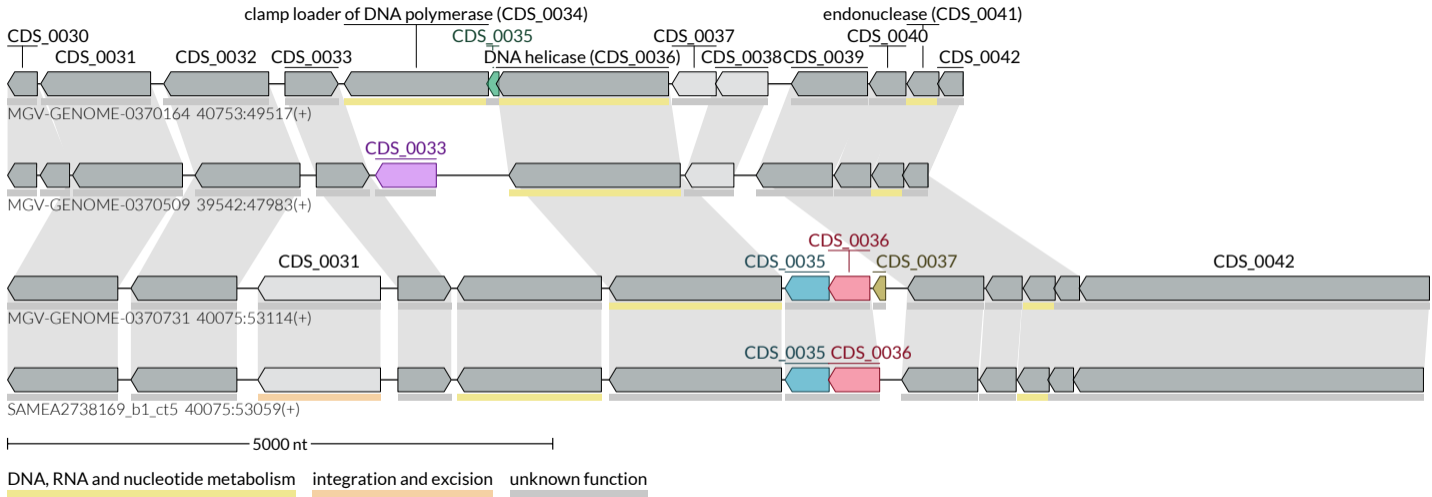 clamp loader of DNA polymerase (CDS_0034) endonuclease (CDS_0041)
CDS_0030 CDS_0035 CDS_0037 CDS_0040
CDS_0031 CDS_0032 CDS_0033 DNA helicase (CDS_0036) CDS_0038 CDS_0039 CDS_0042
MGV-GENOME-0370164 40753:49517(+)
CDS_0033
MGV-GENOME-0370509 39542:47983(+)
CDS_0036
CDS_0031 CDS_0035 CDS_0037 CDS_0042
MGV-GENOME-0370731 40075:53114(+)
CDS_0035 CDS_0036
SAMEA2738169_b1_ct5 40075:53059(+)
5000 nt
DNA, RNA and nucleotide metabolism integration and excision unknown function